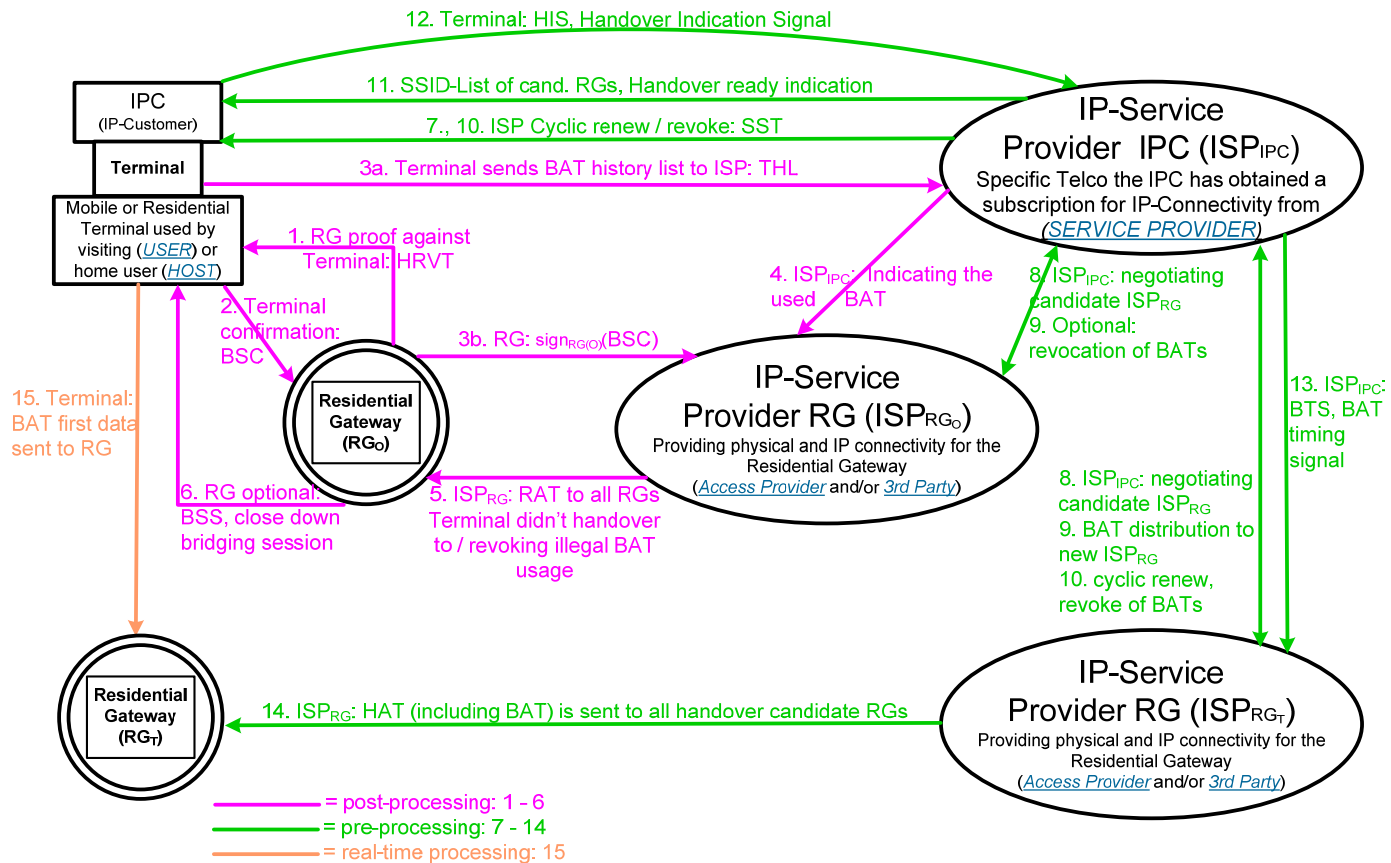 12. Terminal: HIS, Handover Indication Signal
11. SSID-List of cand. RGs, Handover ready indication
7., 10. ISP Cyclic renew / revoke: SST
3a. Terminal sends BAT history list to ISP: THL
IPC
(IP-Customer)
Terminal
Mobile or Residential
Terminal used by
visiting (USER) or
home user (HOST)
IP-Service
Provider IPC (ISPIPC)
Specific Telco the IPC has obtained a
subscription for IP-Connectivity from
(SERVICE PROVIDER)
1. RG proof against
Terminal: HRVT
2. Terminal
confirmation:
BSC
3b. RG: signRG(O)(BSC)
4. ISPIPC: Indicating the
used BAT
8. ISPIPC: negotiating
candidate ISPRG
9. Optional:
revocation of BATs
13. ISPIPC:
BTS, BAT
timing
signal
15. Terminal:
BAT first data
sent to RG
Residential
Gateway
(RGO)
IP-Service
Provider RG (ISPRGO)
Providing physical and IP connectivity for the
Residential Gateway
(Access Provider and/or 3rd Party)
6. RG optional:
BSS, close down
bridging session
5. ISPRG: RAT to all RGs
Terminal didn't handover
to / revoking illegal BAT
usage
8. ISPIPC: negotiating
candidate ISPRG
9. BAT distribution to
new ISPRG
10. cyclic renew,
revoke of BATs
Residential
Gateway
(RGT)
14. ISPRG: HAT (including BAT) is sent to all handover candidate RGs
IP-Service
Provider RG (ISPRGT)
Providing physical and IP connectivity for the
Residential Gateway
(Access Provider and/or 3rd Party)
= post-processing: 1 - 6
= pre-processing: 7 - 14
= real-time processing: 15